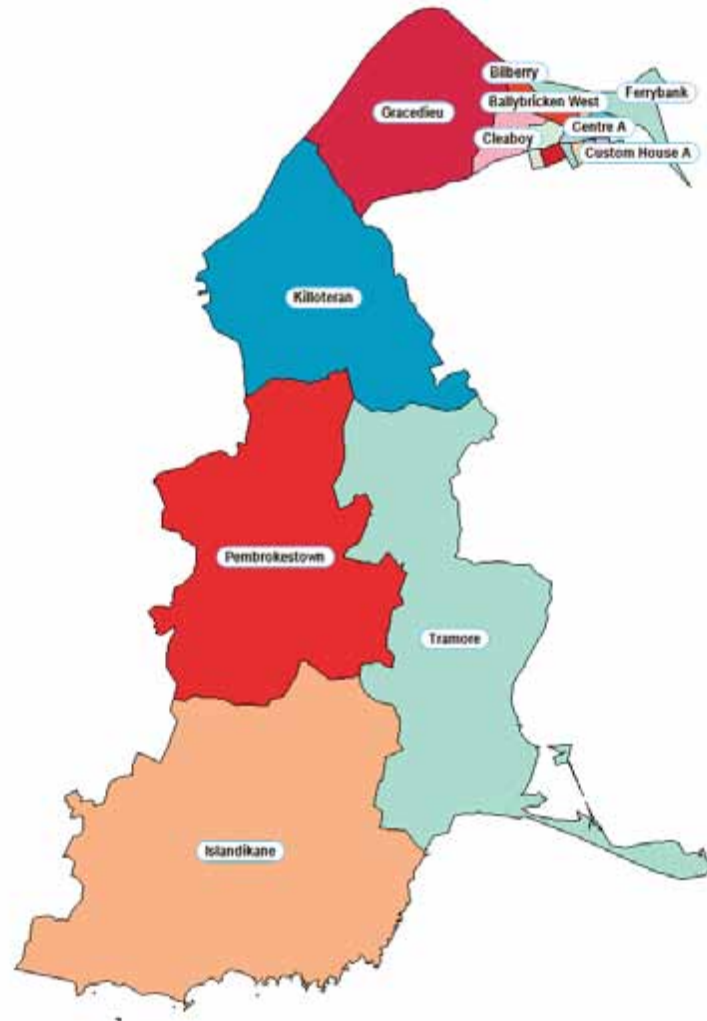 Bilberry
Ferrybank
Gracedieu
Ballybricken West
Centre A
Cleaboy
Custom House A
Killoteran
Pembrokestown
Tramore
Islandikane